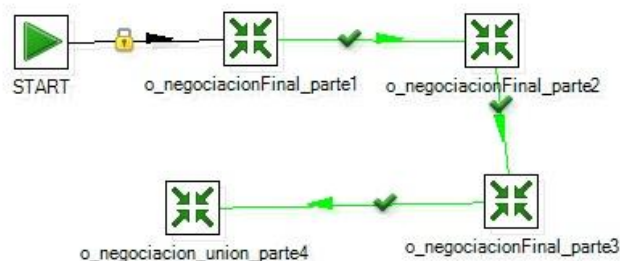 START
o_negociacionFinal_parte1
o_negociacionFinal_parte2
o_negociacionFinal_parte3
o_negociacion_union_parte4